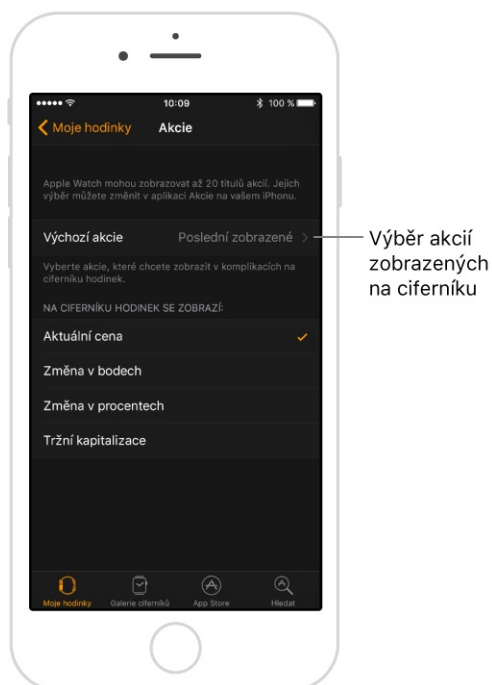 10:09
100 %
Moje hodinky
Akcie
Apple Watch mohou zobrazovat až 20 titulů akcií. Jejich
výběr můžete změnit v aplikaci Akcie na vašem iPhonu.
Výchozí akcie
Poslední zobrazené
Výběr akcií
zobrazených
na ciferníku
Vyberte akcie, které chcete zobrazit v komplikacích na
ciferníku hodinek.
NA CIFERNÍKU HODINEK SE ZOBRAZÍ:
Aktuální cena
Změna v bodech
Změna v procentech
Tržní kapitalizace
Moje hodinky
Galerie ciferníků
App Store
Hledat